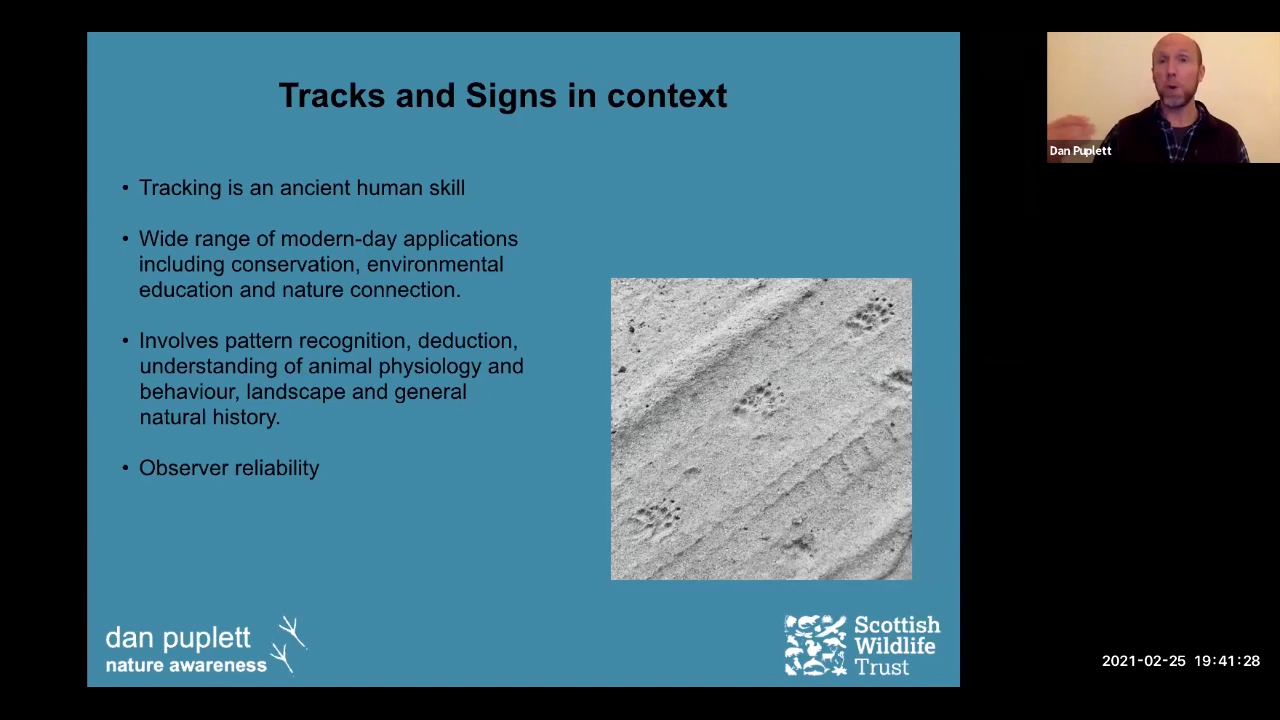 Tracks and Signs in context
• Tracking is an ancient human skill
• Wide range of modern-day applications
including conservation, environmental
education and nature connection.
• Involves pattern recognition, deduction,
understanding of animal physiology and
behaviour, landscape and general
natural history.
• Observer reliability
dan puplett
nature awareness
Scottish
Wildlife
Trust
Dan Puplett
2021-02-25 19:41:28